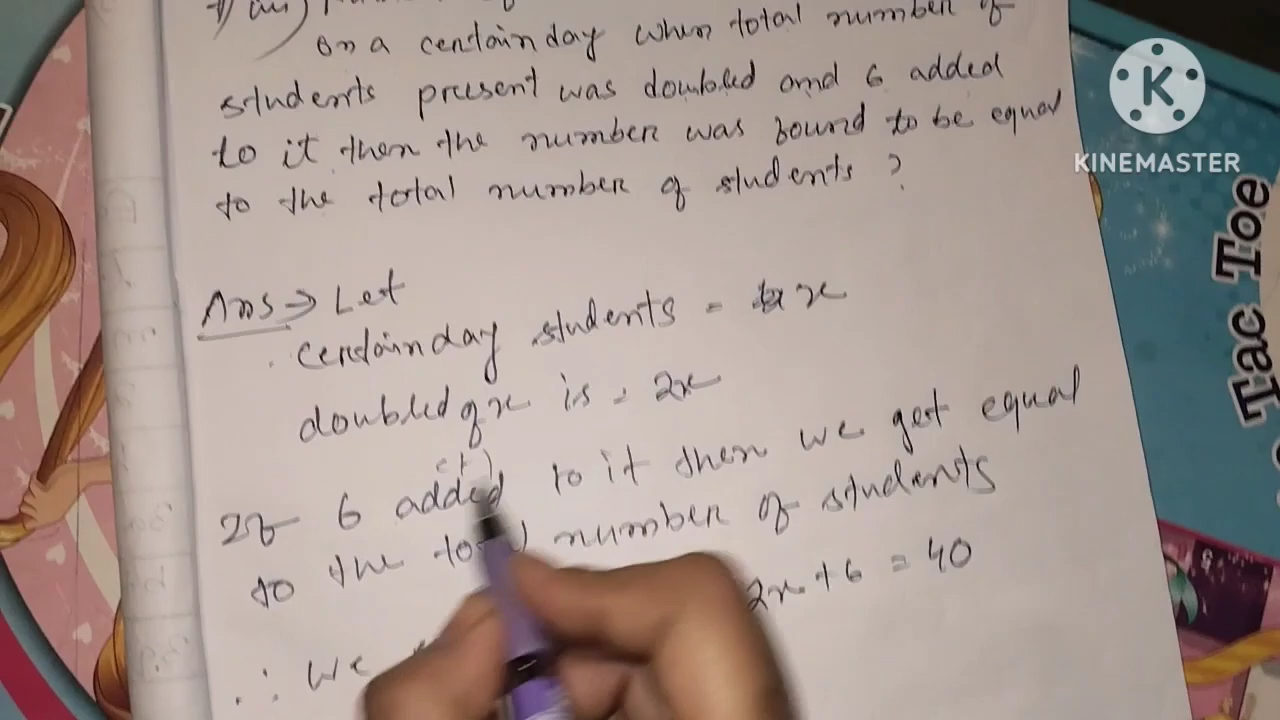 on a certain day when total number of
students present was doubled and 6 added
to it then the number was found to be equal
to the total number of students ?
Ans → Let
certain day students = x
doubled of x is = 2x
(+)
If 6 added to it then we get equal
to the total number of students
∴ We 2x + 6 = 40
K
KINEMASTER
Tac Toe